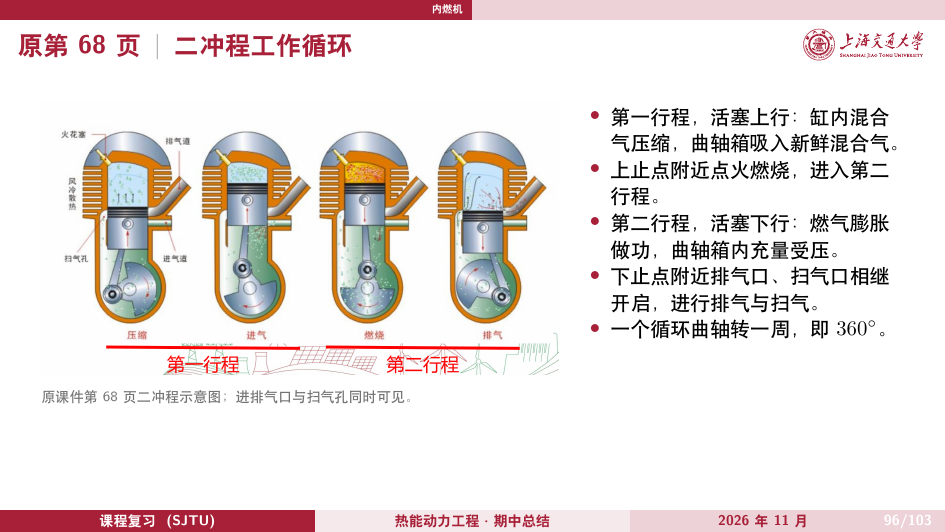 内燃机
原第 68 页 | 二冲程工作循环
上海交通大学
SHANGHAI JIAO TONG UNIVERSITY
火花塞
排气道
风冷散热
扫气孔
进气道
压缩
进气
燃烧
排气
第一行程
第二行程
原课件第 68 页二冲程示意图；进排气口与扫气孔同时可见。
• 第一行程，活塞上行：缸内混合
气压缩，曲轴箱吸入新鲜混合气。
• 上止点附近点火燃烧，进入第二
行程。
• 第二行程，活塞下行：燃气膨胀
做功，曲轴箱内充量受压。
• 下止点附近排气口、扫气口相继
开启，进行排气与扫气。
• 一个循环曲轴转一周，即 360°。
课程复习 (SJTU)
热能动力工程 · 期中总结
2026 年 11 月
96/103